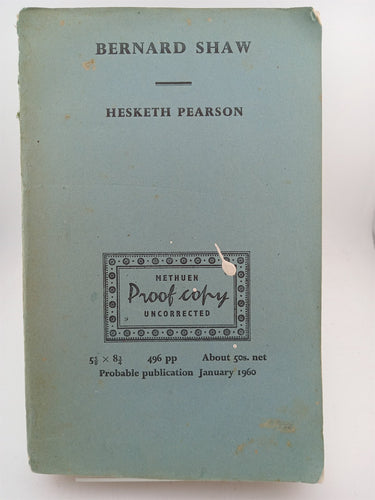 BERNARD SHAW
HESKETH PEARSON
METHUEN
Proof copy
UNCORRECTED
5⅜ × 8¾ 496 pp About 50s. net
Probable publication January 1960